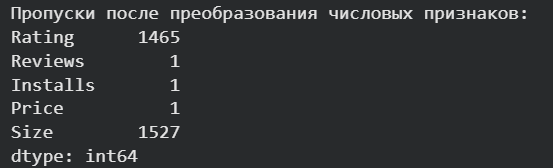 Пропуски после преобразования числовых признаков:
Rating      1465
Reviews        1
Installs       1
Price          1
Size        1527
dtype: int64